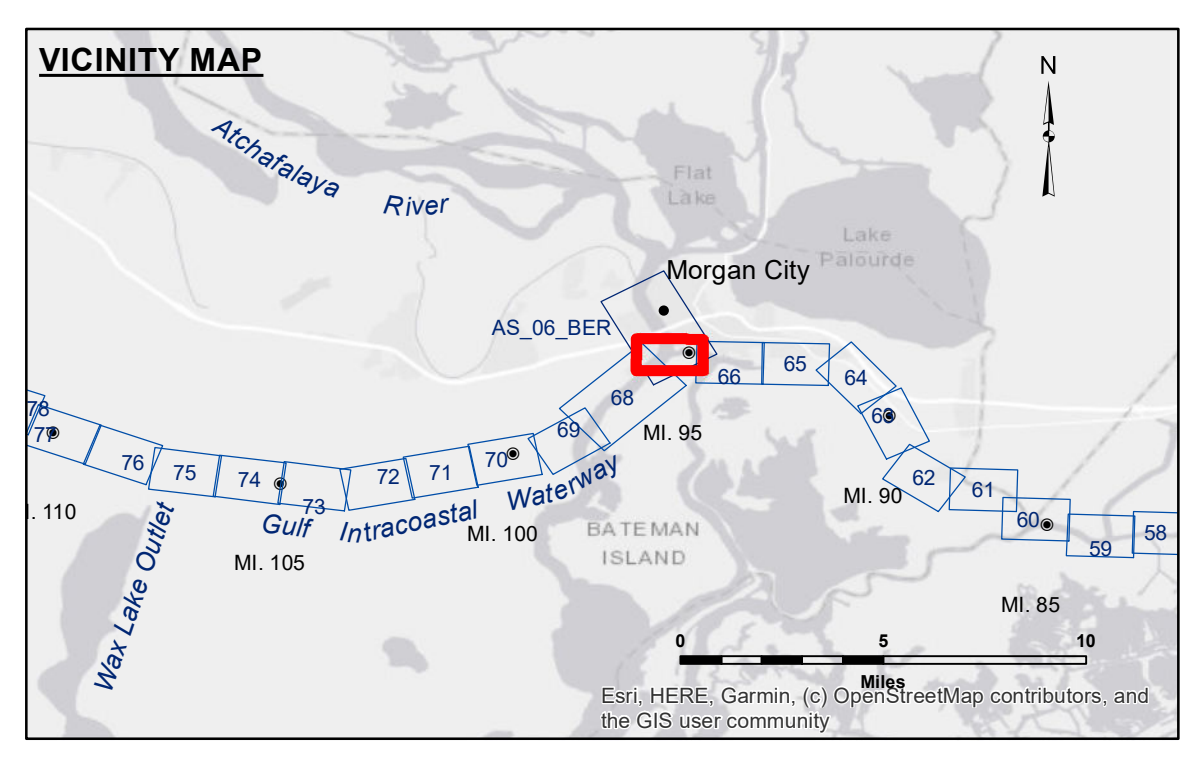 VICINITY MAP
N
Atchafalaya
River
Flat
Lake
Lake
Palourde
Morgan City
AS_06_BER
66
65
64
63
68
69
MI. 95
78
77
76
75
74
73
72
71
70
62
61
60
59
58
MI. 90
I. 110
Gulf
Intracoastal
Waterway
MI. 100
MI. 105
Wax Lake Outlet
BATEMAN
ISLAND
MI. 85
0 5 10
Miles
Esri, HERE, Garmin, (c) OpenStreetMap contributors, and
the GIS user community